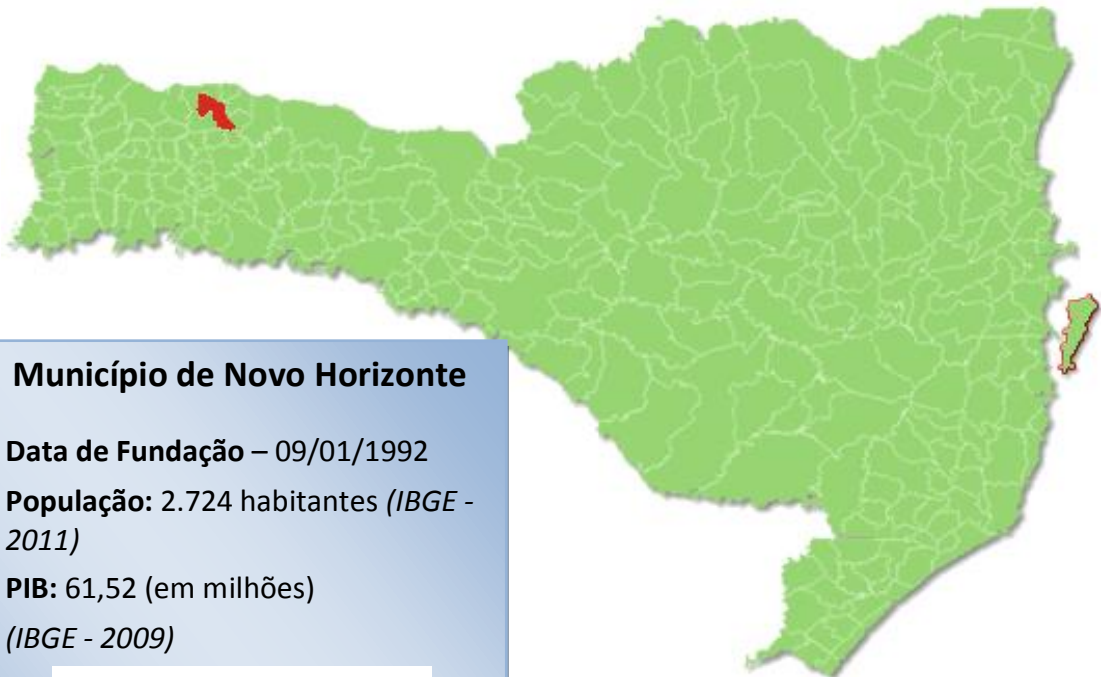 Município de Novo Horizonte
Data de Fundação – 09/01/1992
População: 2.724 habitantes (IBGE -
2011)
PIB: 61,52 (em milhões)
(IBGE - 2009)